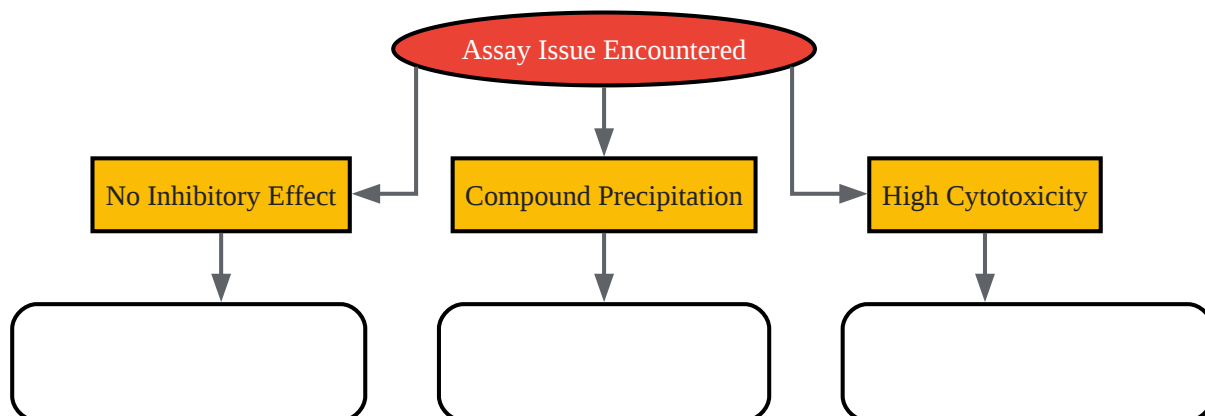 Assay Issue Encountered
No Inhibitory Effect
Compound Precipitation
High Cytotoxicity